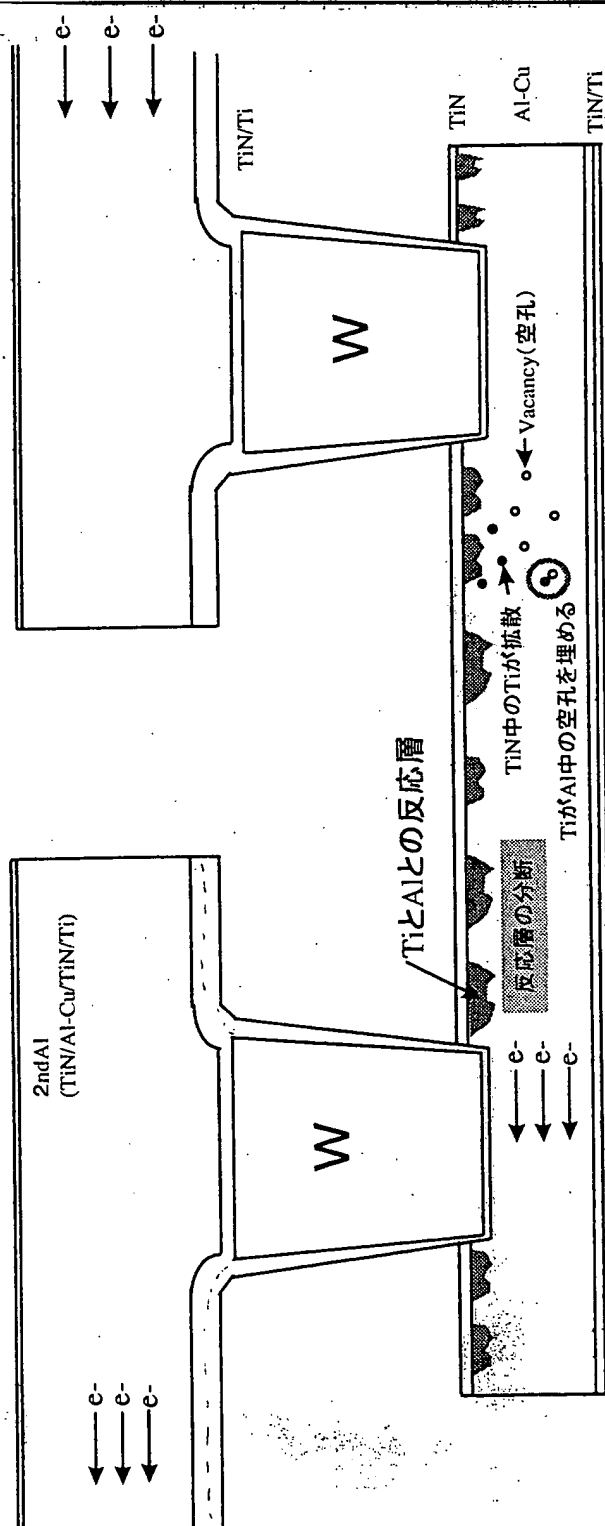 2ndAl
(TiN/Al-Cu/TiN/Ti)
e-
e-
e-
e-
e-
e-
TiN/Ti
W
W
TiとAlとの反応層
TiN
Al-Cu
TiN/Ti
e-
e-
e-
反応層の分断
TiN中のTiが拡散
Vacancy(空孔)
TiがAl中の空孔を埋める